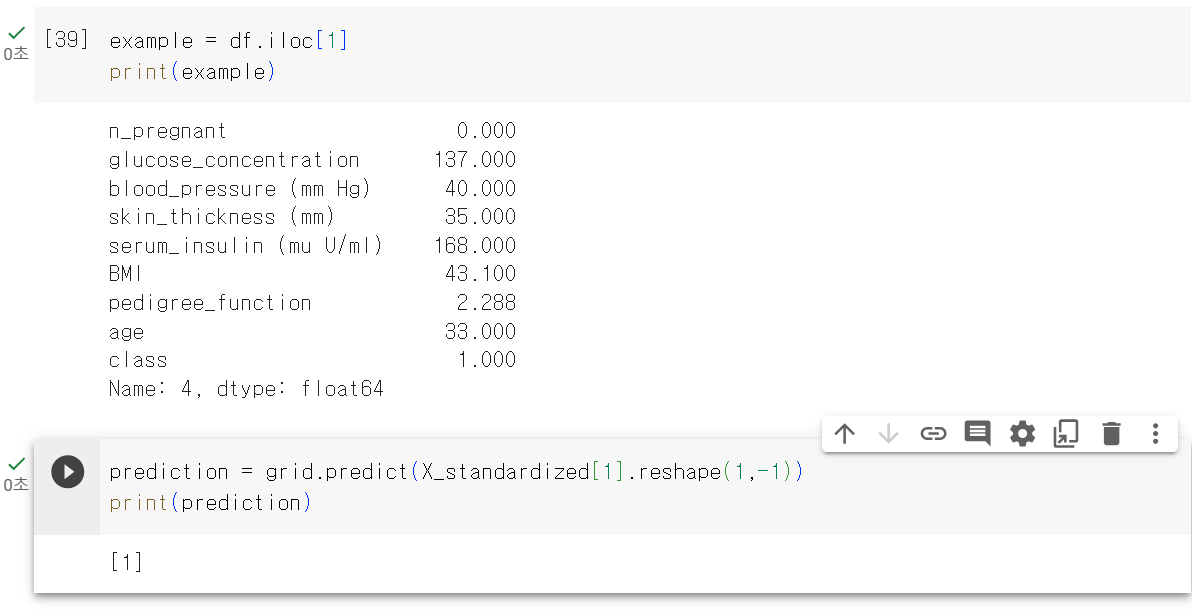 [39] example = df.iloc[1]
0초
print(example)
n_pregnant 0.000
glucose_concentration 137.000
blood_pressure (mm Hg) 40.000
skin_thickness (mm) 35.000
serum_insulin (mu U/ml) 168.000
BMI 43.100
pedigree_function 2.288
age 33.000
class 1.000
Name: 4, dtype: float64
prediction = grid.predict(X_standardized[1].reshape(1,-1))
0초
print(prediction)
[1]